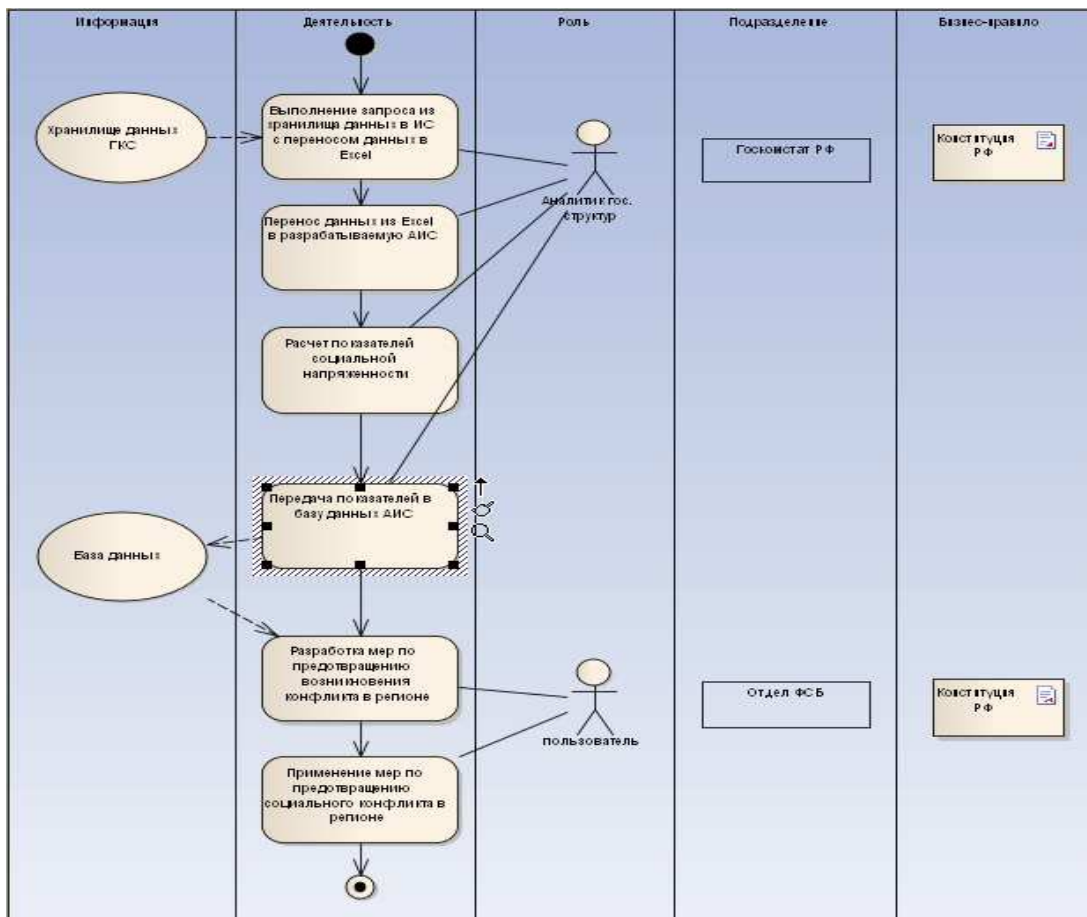 Информация
Деятельность
Роль
Подразделение
Бизнес-правило
Хранилище данных
ГКС
Выполнение запроса из
хранилища данных в ИС
с переносом данных в
Excel
Аналитик гос.
структур
Госкомстат РФ
Конституция
РФ
Перенос данных из Excel
в разрабатываемую АИС
Расчет показателей
социальной
напряженности
Передача показателей в
базу данных АИС
База данных
Разработка мер по
предотвращению
возникновения
конфликта в регионе
пользователь
Отдел ФСБ
Конституция
РФ
Применение мер по
предотвращению
социального конфликта в
регионе